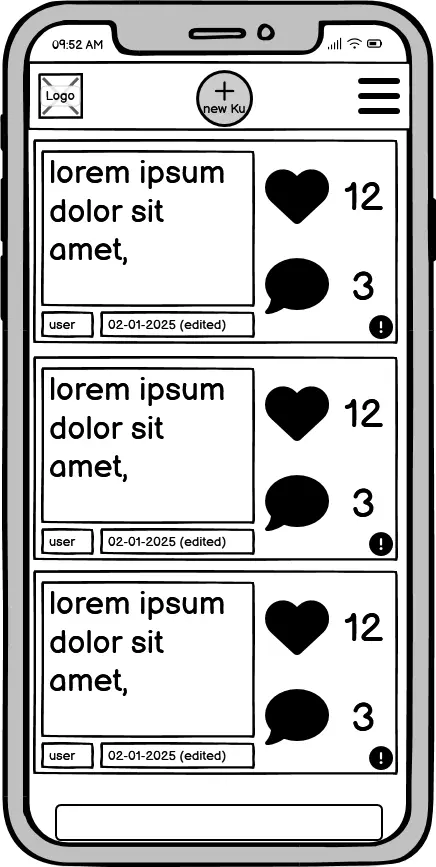 09:52 AM
Logo
new Ku
lorem ipsum
dolor sit
amet,
12
3
user
02-01-2025 (edited)
!
lorem ipsum
dolor sit
amet,
12
3
user
02-01-2025 (edited)
!
lorem ipsum
dolor sit
amet,
12
3
user
02-01-2025 (edited)
!